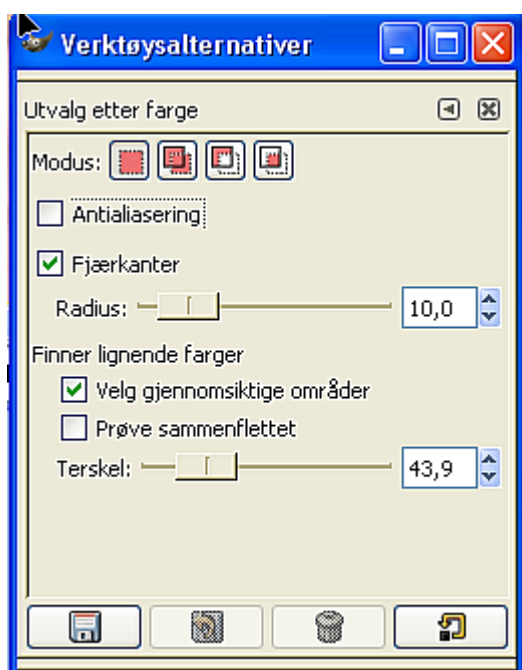 Verktøysalternativer
Utvalg etter farge
Modus:
Antialiasering
Fjærkanter
Radius: 10,0
Finner lignende farger
Velg gjennomsiktige områder
Prøve sammenflettet
Terskel: 43,9